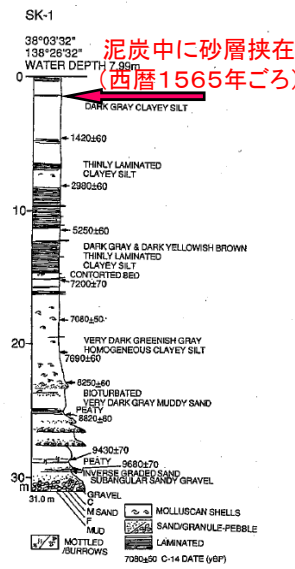 SK-1
38°03'32"
138°26'32"
WATER DEPTH 7.99m
泥炭中に砂層挟在
(西暦1565年ごろ)
0
DARK GRAY CLAYEY SILT
1420±60
THINLY LAMINATED
CLAYEY SILT
2980±60
10
5250±60
DARK GRAY & DARK YELLOWISH BROWN
THINLY LAMINATED
CLAYEY SILT
CONTORTED BED
7200±70
7080±50
20
VERY DARK GREENISH GRAY
HOMOGENEOUS CLAYEY SILT
7690±60
8250±60
BIOTURBATED
VERY DARK GRAY MUDDY SAND
PEATY
8820±60
9430±70
PEATY
9680±70
INVERSE GRADED SAND
SUBANGULAR SANDY GRAVEL
30
m
31.0 m
GRAVEL
C
M SAND
F
MUD
MOLLUSCAN SHELLS
SAND/GRANULE-PEBBLE
MOTTLED
/BURROWS
LAMINATED
7080±50 C-14 DATE (yBP)